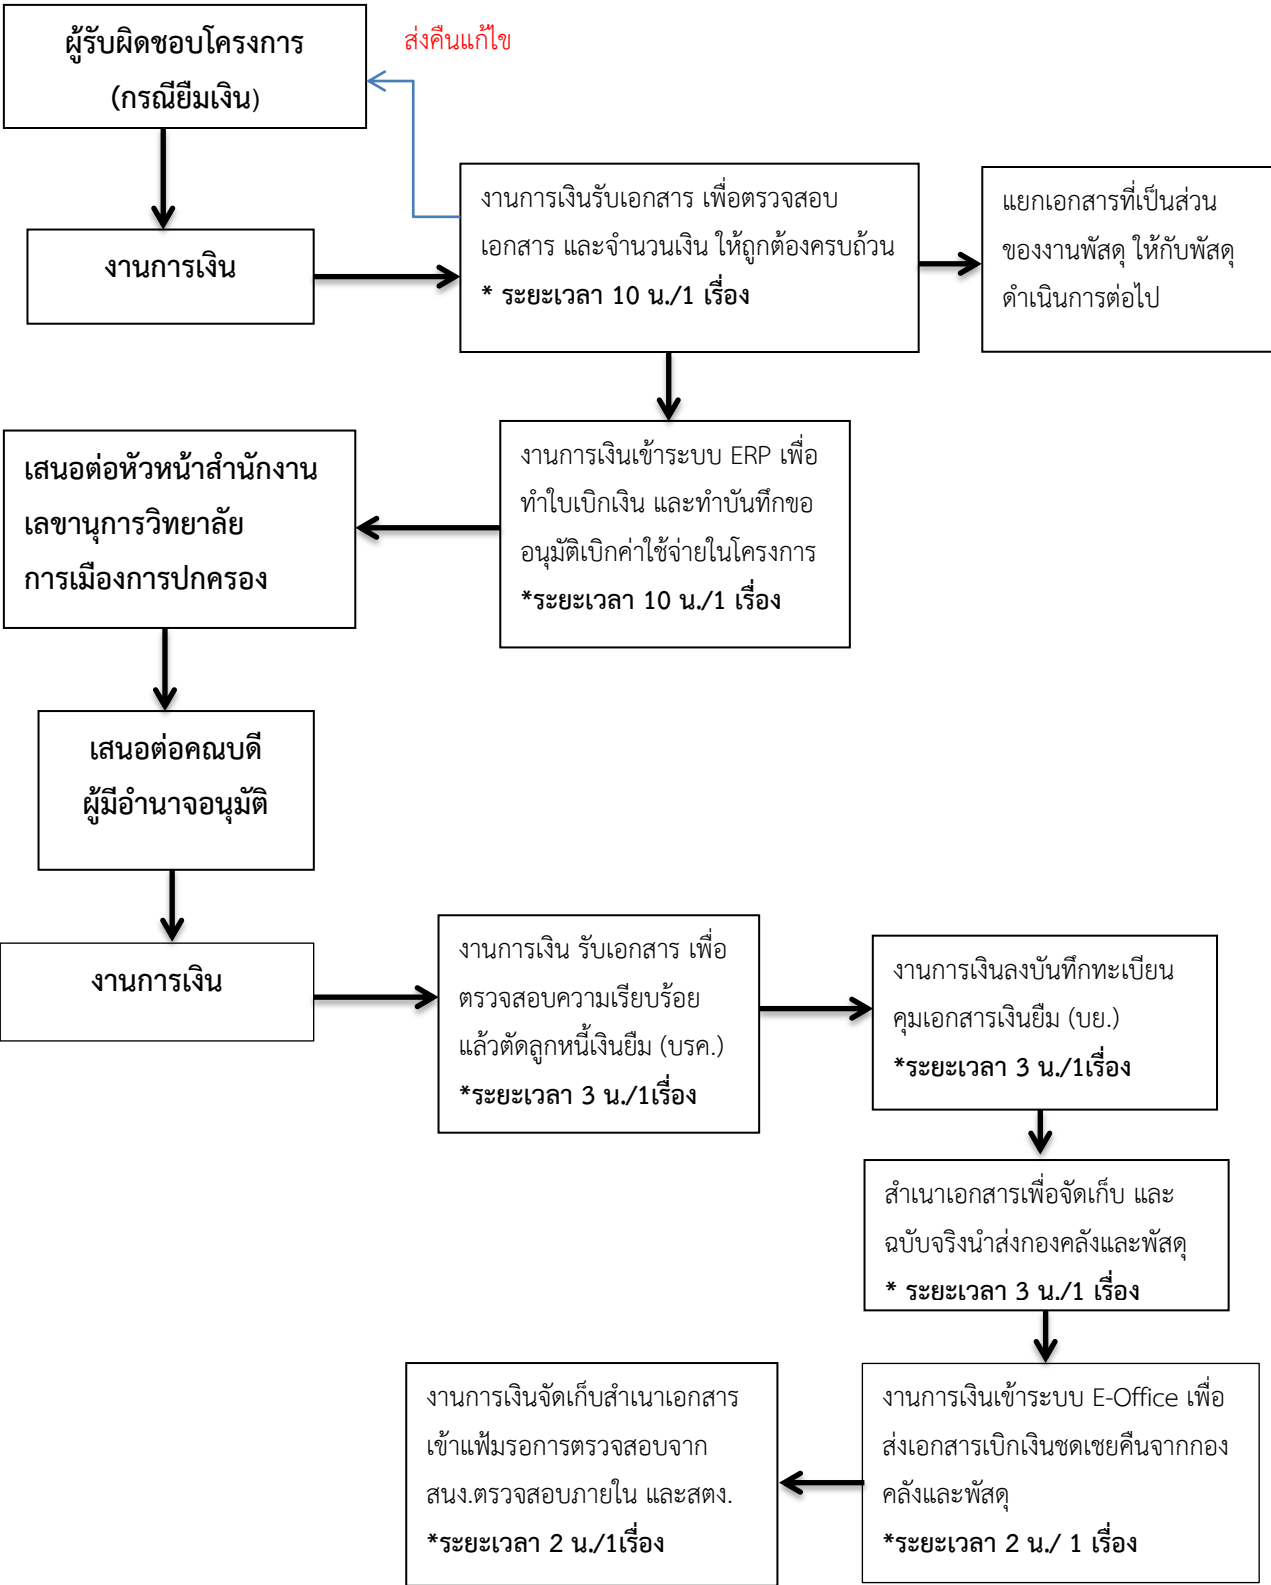 ผู้รับผิดชอบโครงการ
(กรณียืมเงิน)
ส่งคืนแก้ไข
งานการเงิน
งานการเงินรับเอกสาร เพื่อตรวจสอบ
เอกสาร และจำนวนเงิน ให้ถูกต้องครบถ้วน
* ระยะเวลา 10 น./1 เรื่อง
แยกเอกสารที่เป็นส่วน
ของงานพัสดุ ให้กับพัสดุ
ดำเนินการต่อไป
งานการเงินเข้าระบบ ERP เพื่อ
ทำใบเบิกเงิน และทำบันทึกขอ
อนุมัติเบิกค่าใช้จ่ายในโครงการ
*ระยะเวลา 10 น./1 เรื่อง
เสนอต่อหัวหน้าสำนักงาน
เลขานุการวิทยาลัย
การเมืองการปกครอง
เสนอต่อคณบดี
ผู้มีอำนาจอนุมัติ
งานการเงิน
งานการเงิน รับเอกสาร เพื่อ
ตรวจสอบความเรียบร้อย
แล้วตัดลูกหนี้เงินยืม (บรค.)
*ระยะเวลา 3 น./1เรื่อง
งานการเงินลงบันทึกทะเบียน
คุมเอกสารเงินยืม (บย.)
*ระยะเวลา 3 น./1เรื่อง
สำเนาเอกสารเพื่อจัดเก็บ และ
ฉบับจริงนำส่งกองคลังและพัสดุ
* ระยะเวลา 3 น./1 เรื่อง
งานการเงินเข้าระบบ E-Office เพื่อ
ส่งเอกสารเบิกเงินชดเชยคืนจากกอง
คลังและพัสดุ
*ระยะเวลา 2 น./ 1 เรื่อง
งานการเงินจัดเก็บสำเนาเอกสาร
เข้าแฟ้มรอการตรวจสอบจาก
สนง.ตรวจสอบภายใน และสตง.
*ระยะเวลา 2 น./1เรื่อง